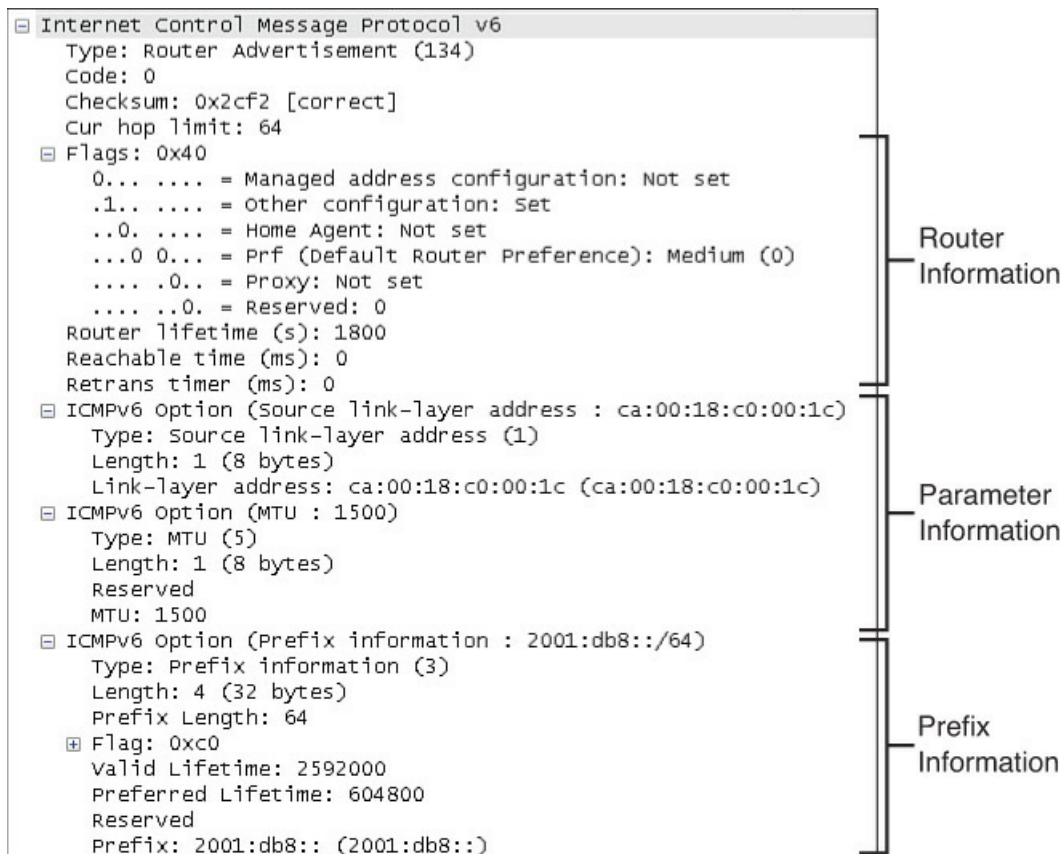 Internet Control Message Protocol v6
Type: Router Advertisement (134)
Code: 0
Checksum: 0x2cf2 [correct]
Cur hop limit: 64
Flags: 0x40
0... .... = Managed address configuration: Not set
.1.. .... = Other configuration: Set
..0. .... = Home Agent: Not set
...0 0... = Prf (Default Router Preference): Medium (0)
.... .0.. = Proxy: Not set
.... ..0. = Reserved: 0
Router lifetime (s): 1800
Reachable time (ms): 0
Retrans timer (ms): 0
Router
Information
ICMPv6 Option (Source link-layer address : ca:00:18:c0:00:1c)
Type: Source link-layer address (1)
Length: 1 (8 bytes)
Link-layer address: ca:00:18:c0:00:1c (ca:00:18:c0:00:1c)
ICMPv6 Option (MTU : 1500)
Type: MTU (5)
Length: 1 (8 bytes)
Reserved
MTU: 1500
Parameter
Information
ICMPv6 Option (Prefix information : 2001:db8::/64)
Type: Prefix information (3)
Length: 4 (32 bytes)
Prefix Length: 64
Flag: 0xc0
Valid Lifetime: 2592000
Preferred Lifetime: 604800
Reserved
Prefix: 2001:db8:: (2001:db8::)
Prefix
Information